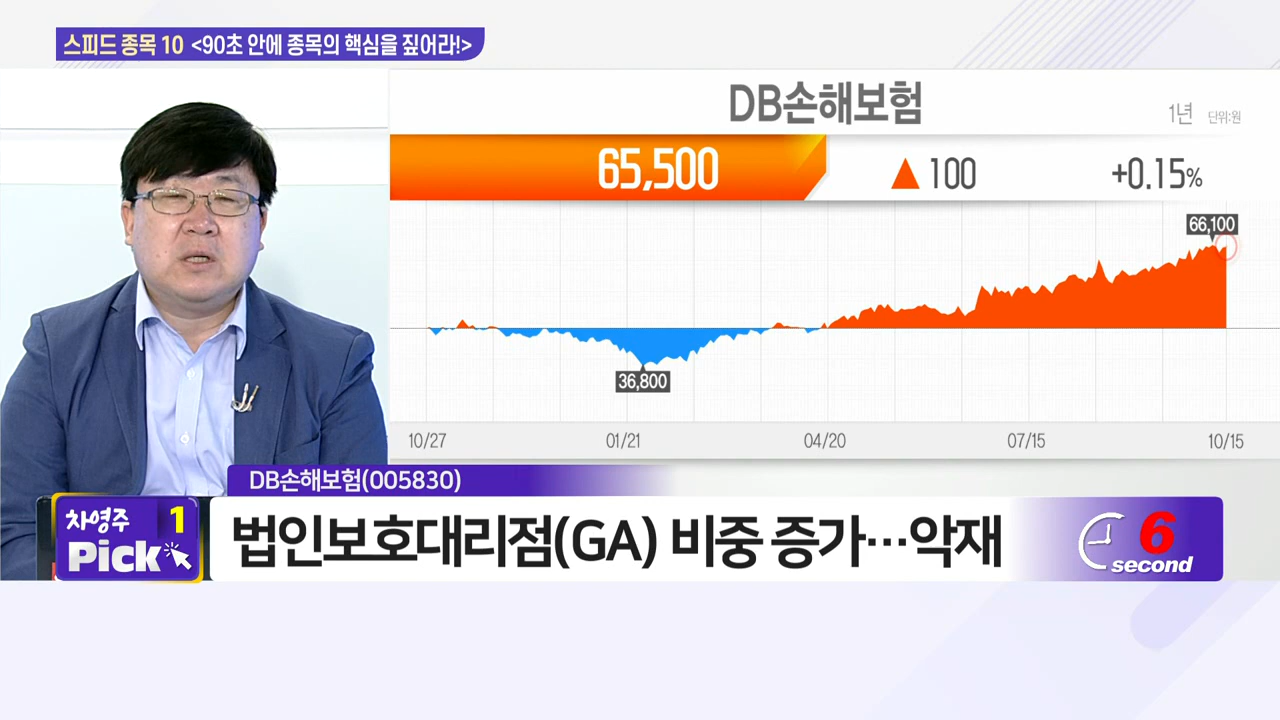 스피드 종목 10 <90초 안에 종목의 핵심을 짚어라!>
DB손해보험
1년 단위:원
65,500 ▲ 100 +0.15%
66,100
36,800
10/27 01/21 04/20 07/15 10/15
DB손해보험(005830)
차영주 1
Pick
법인보호대리점(GA) 비중 증가…악재
6
second